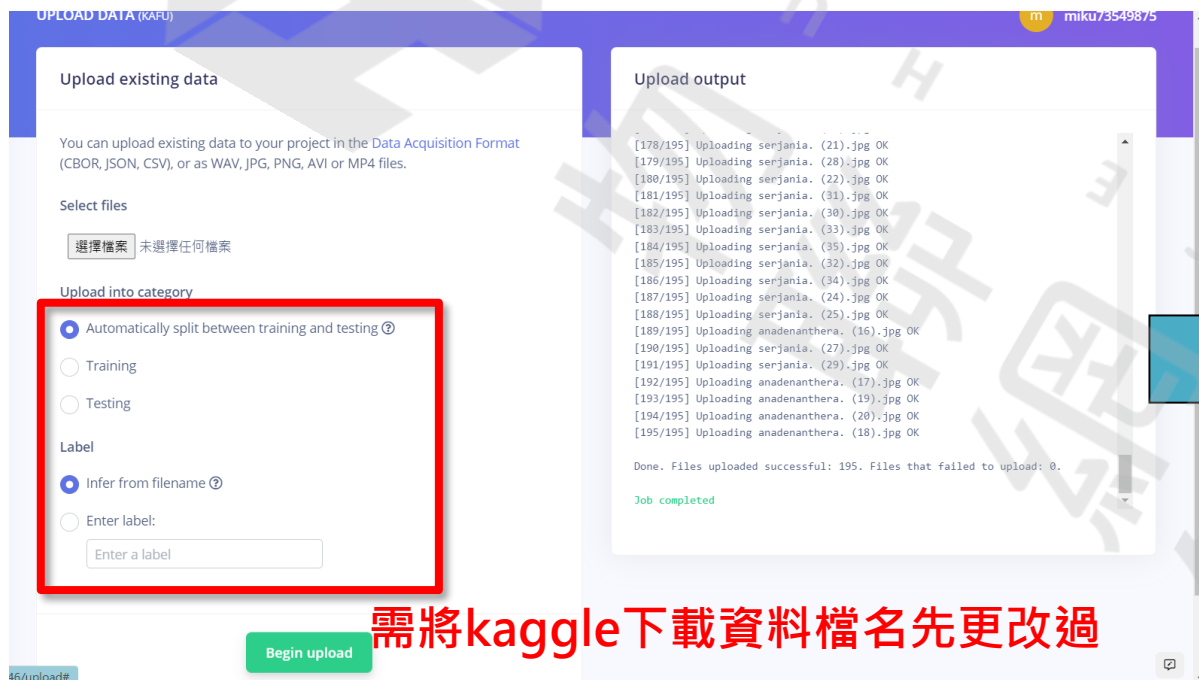 UPLOAD DATA (KAFU)
m miku73549875
Upload existing data
You can upload existing data to your project in the Data Acquisition Format
(CBOR, JSON, CSV), or as WAV, JPG, PNG, AVI or MP4 files.
Select files
選擇檔案 未選擇任何檔案
Upload into category
Automatically split between training and testing
Training
Testing
Label
Infer from filename
Enter label:
Enter a label
Begin upload
Upload output
[178/195] Uploading serjania. (21).jpg OK
[179/195] Uploading serjania. (28).jpg OK
[180/195] Uploading serjania. (22).jpg OK
[181/195] Uploading serjania. (31).jpg OK
[182/195] Uploading serjania. (30).jpg OK
[183/195] Uploading serjania. (33).jpg OK
[184/195] Uploading serjania. (35).jpg OK
[185/195] Uploading serjania. (32).jpg OK
[186/195] Uploading serjania. (34).jpg OK
[187/195] Uploading serjania. (24).jpg OK
[188/195] Uploading serjania. (25).jpg OK
[189/195] Uploading anadenanthera. (16).jpg OK
[190/195] Uploading serjania. (27).jpg OK
[191/195] Uploading serjania. (29).jpg OK
[192/195] Uploading anadenanthera. (17).jpg OK
[193/195] Uploading anadenanthera. (19).jpg OK
[194/195] Uploading anadenanthera. (20).jpg OK
[195/195] Uploading anadenanthera. (18).jpg OK
Done. Files uploaded successful: 195. Files that failed to upload: 0.
Job completed
需將kaggle下載資料檔名先更改過
46/upload#
物聯網